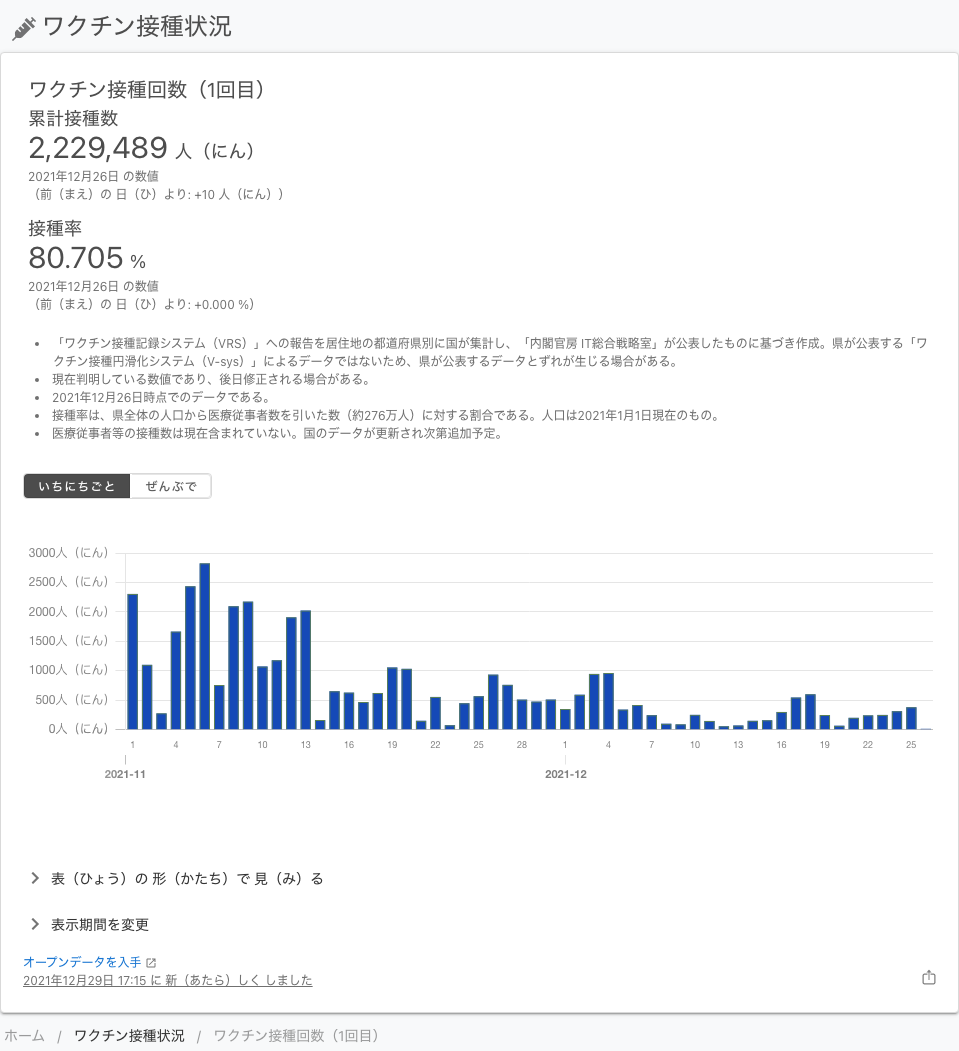 ワクチン接種状況
ワクチン接種回数（1回目）
累計接種数
2,229,489 人（にん）
2021年12月26日 の数値
（前（まえ）の 日（ひ）より: +10 人（にん））
接種率
80.705 %
2021年12月26日 の数値
（前（まえ）の 日（ひ）より: +0.000 %）
• 「ワクチン接種記録システム（VRS）」への報告を居住地の都道府県別に国が集計し、「内閣官房 IT総合戦略室」が公表したものに基づき作成。県が公表する「ワ
クチン接種円滑化システム（V-sys）」によるデータではないため、県が公表するデータとずれが生じる場合がある。
• 現在判明している数値であり、後日修正される場合がある。
• 2021年12月26日時点でのデータである。
• 接種率は、県全体の人口から医療従事者数を引いた数（約276万人）に対する割合である。人口は2021年1月1日現在のもの。
• 医療従事者等の接種数は現在含まれていない。国のデータが更新され次第追加予定。
いちにちごと ぜんぶで
3000人（にん）
2500人（にん）
2000人（にん）
1500人（にん）
1000人（にん）
500人（にん）
0人（にん）
1 4 7 10 13 16 19 22 25 28 1 4 7 10 13 16 19 22 25
2021-11 2021-12
表（ひょう）の 形（かたち）で 見（み）る
表示期間を変更
オープンデータを入手
2021年12月29日 17:15 に 新（あたら）しく しました
ホーム / ワクチン接種状況 / ワクチン接種回数（1回目）